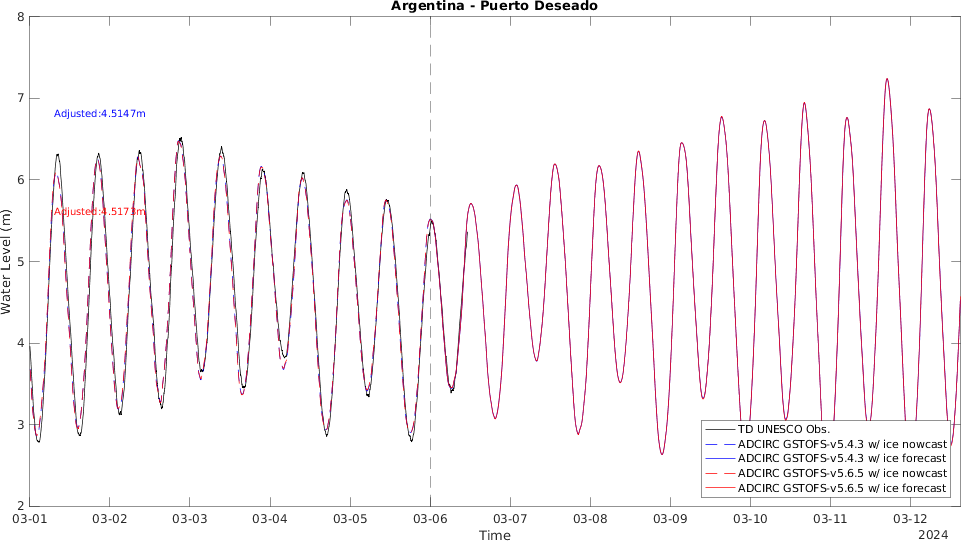 Argentina - Puerto Deseado
8
7
6
5
4
3
2
Water Level (m)
Adjusted:4.5147m
Adjusted:4.5173m
TD UNESCO Obs.
ADCIRC GSTOFS-v5.4.3 w/ ice nowcast
ADCIRC GSTOFS-v5.4.3 w/ ice forecast
ADCIRC GSTOFS-v5.6.5 w/ ice nowcast
ADCIRC GSTOFS-v5.6.5 w/ ice forecast
03-01 03-02 03-03 03-04 03-05 03-06 03-07 03-08 03-09 03-10 03-11 03-12
Time
2024